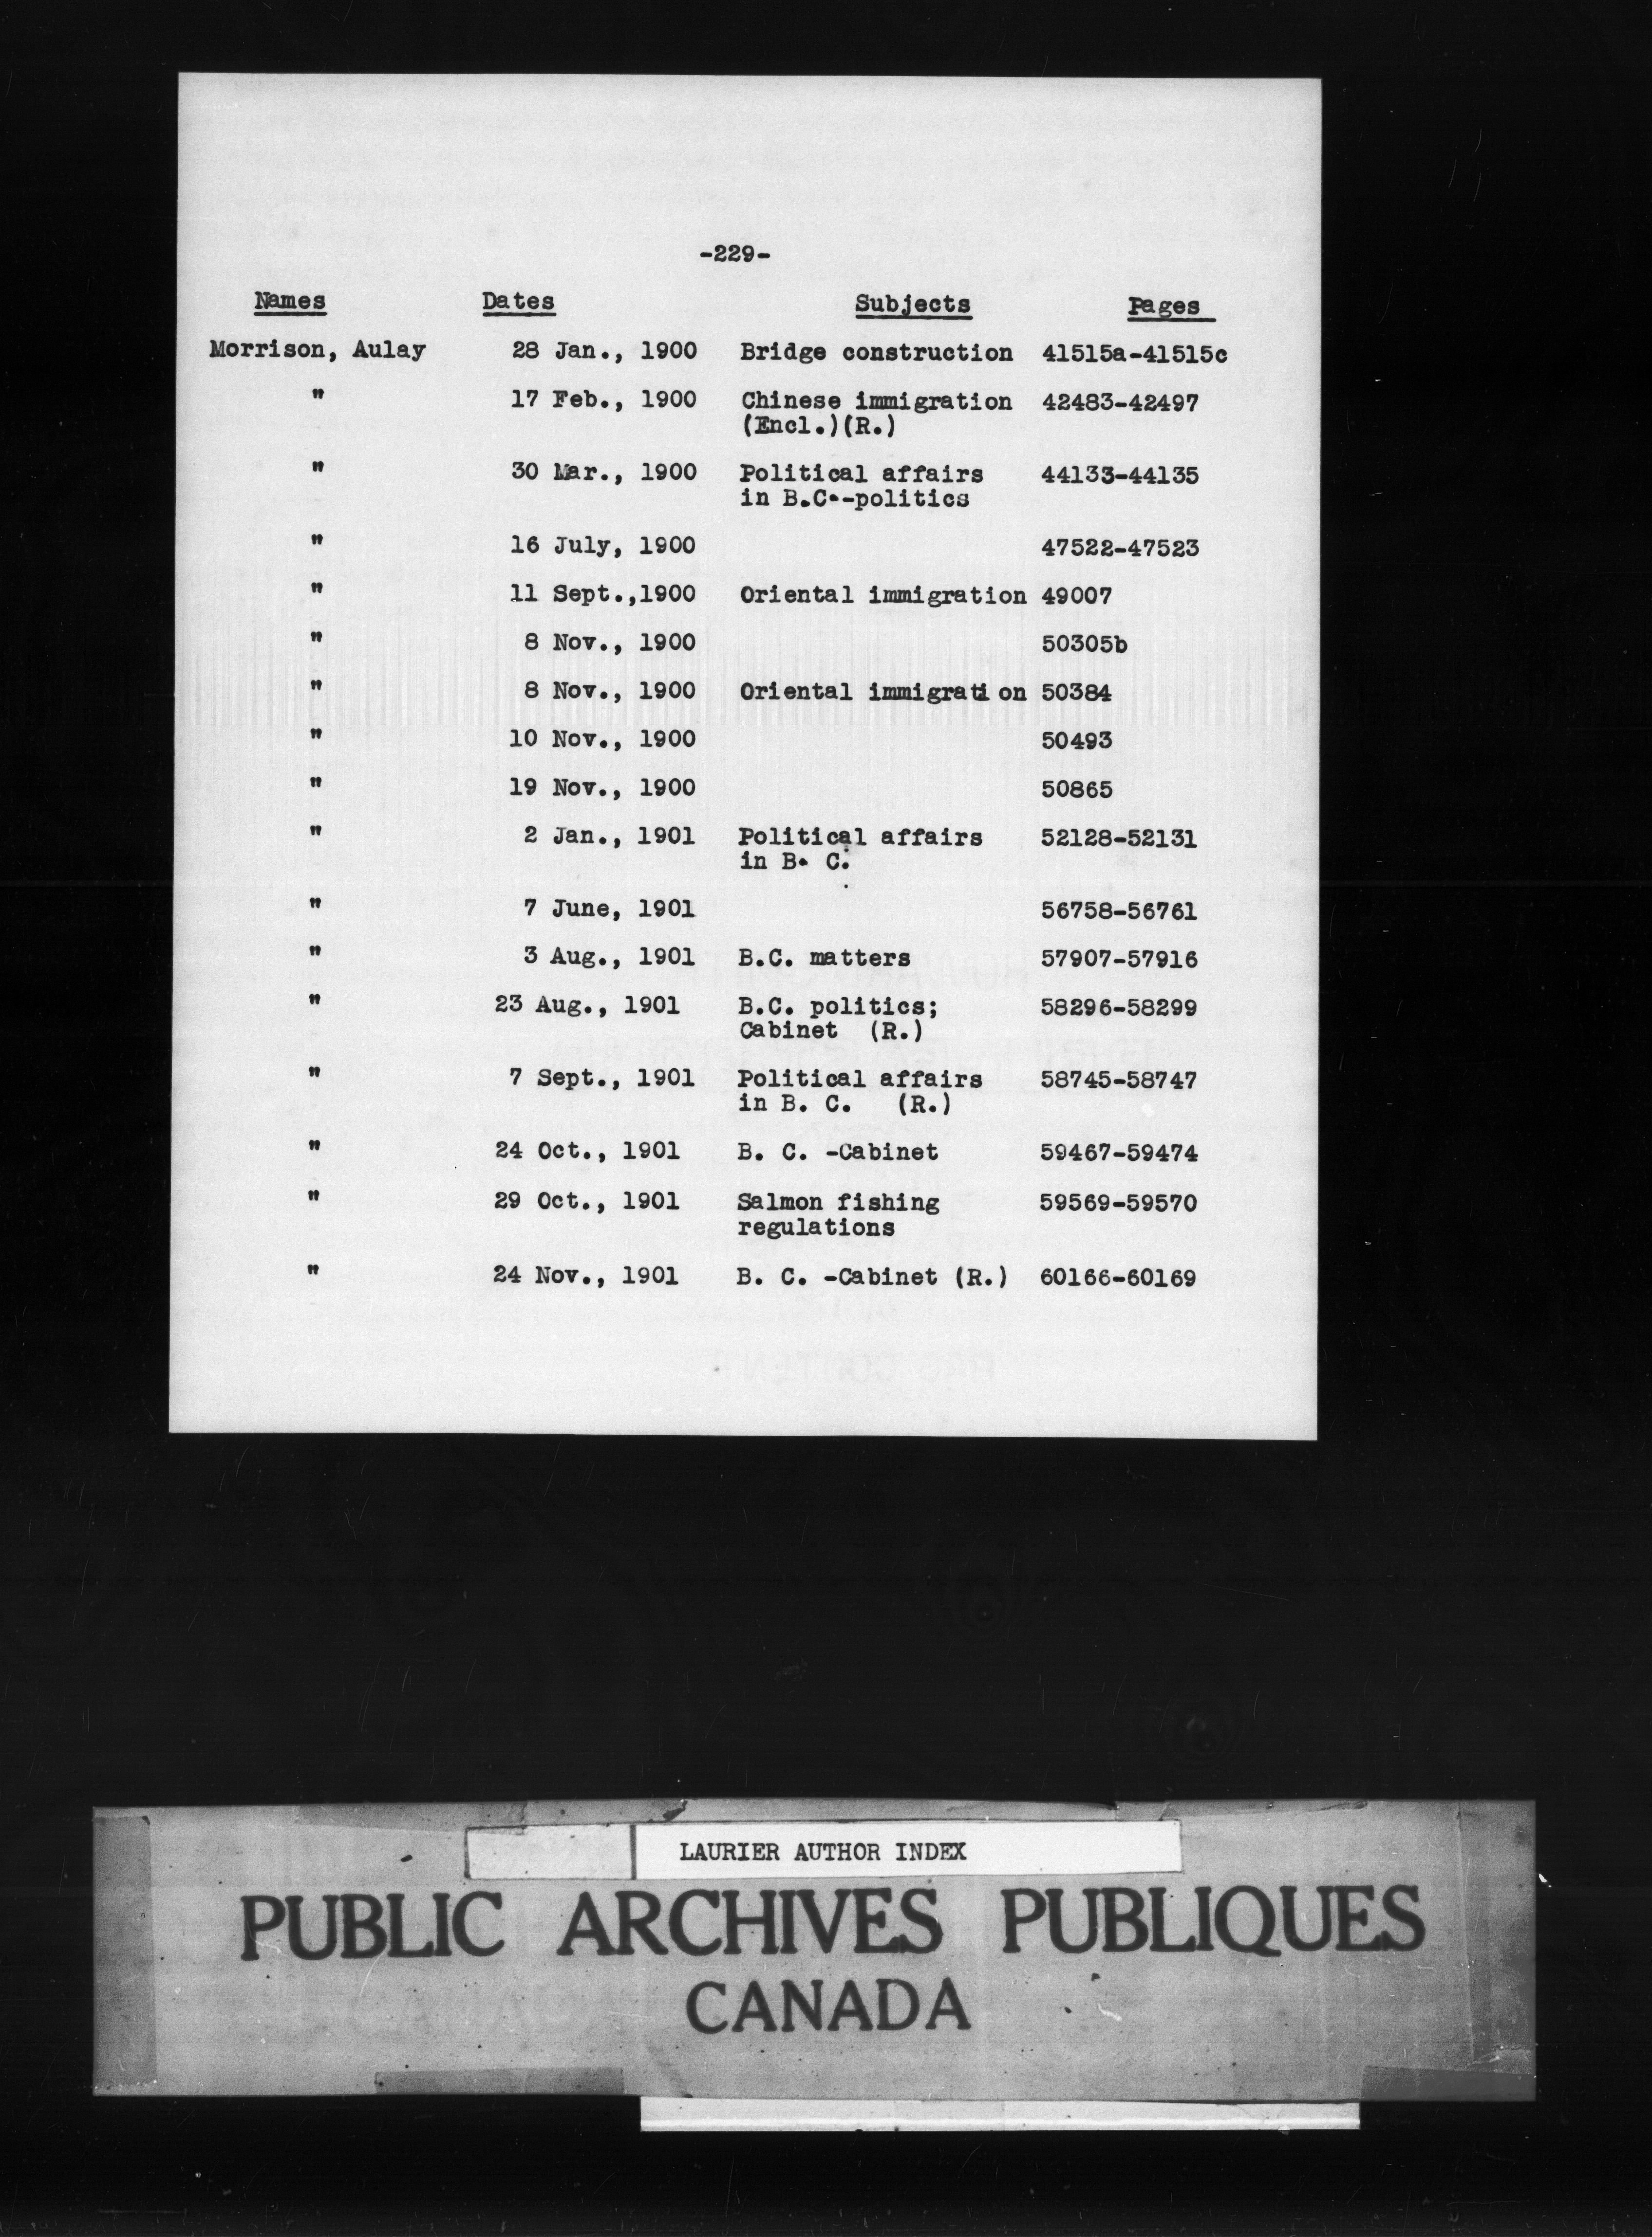 -229-
Names Dates Subjects Pages
Morrison, Aulay 28 Jan., 1900 Bridge construction 41515a-41515c
" 17 Feb., 1900 Chinese immigration 42483-42497
(Encl.)(R.)
" 30 Mar., 1900 Political affairs 44133-44135
in B.C.-politics
" 16 July, 1900 47522-47523
" 11 Sept.,1900 Oriental immigration 49007
" 8 Nov., 1900 50305b
" 8 Nov., 1900 Oriental immigration 50384
" 10 Nov., 1900 50493
" 19 Nov., 1900 50865
" 2 Jan., 1901 Political affairs 52128-52131
in B. C.
" 7 June, 1901 56758-56761
" 3 Aug., 1901 B.C. matters 57907-57916
" 23 Aug., 1901 B.C. politics; 58296-58299
Cabinet (R.)
" 7 Sept., 1901 Political affairs 58745-58747
in B. C. (R.)
" 24 Oct., 1901 B. C. -Cabinet 59467-59474
" 29 Oct., 1901 Salmon fishing 59569-59570
regulations
" 24 Nov., 1901 B. C. -Cabinet (R.) 60166-60169
LAURIER AUTHOR INDEX
PUBLIC ARCHIVES PUBLIQUES
CANADA